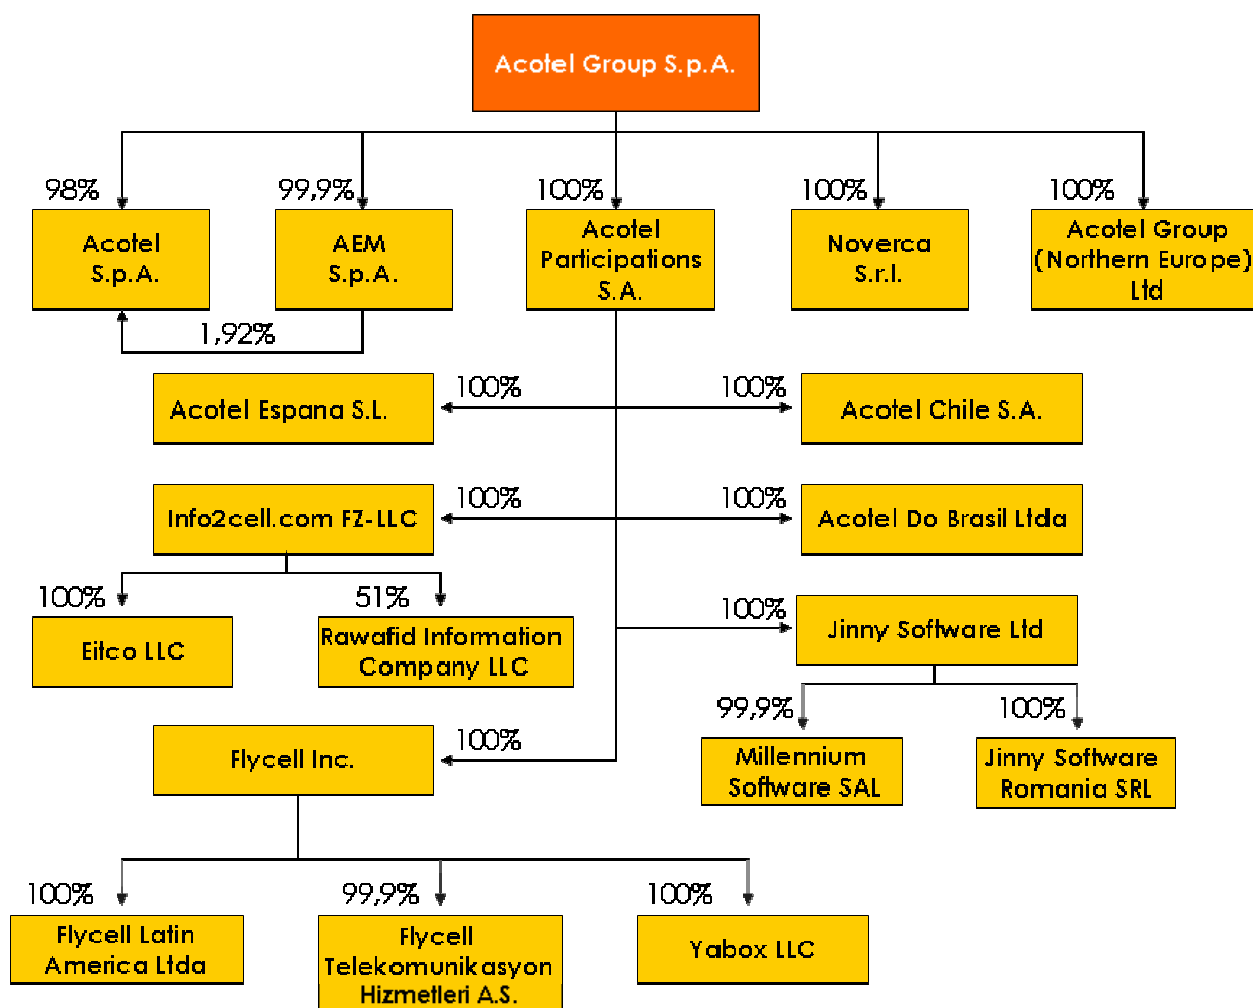 Acotel Group S.p.A.
98%
99,9%
100%
100%
100%
Acotel
S.p.A.
AEM
S.p.A.
Acotel
Participations
S.A.
Noverca
S.r.l.
Acotel Group
(Northern Europe)
Ltd
1,92%
100%
100%
Acotel Espana S.L.
Acotel Chile S.A.
100%
100%
Info2cell.com FZ-LLC
Acotel Do Brasil Ltda
100%
51%
100%
Eitco LLC
Rawafid Information
Company LLC
Jinny Software Ltd
99,9%
100%
100%
Flycell Inc.
Millennium
Software SAL
Jinny Software
Romania SRL
100%
99,9%
100%
Flycell Latin
America Ltda
Flycell
Telekomunikasyon
Hizmetleri A.S.
Yabox LLC